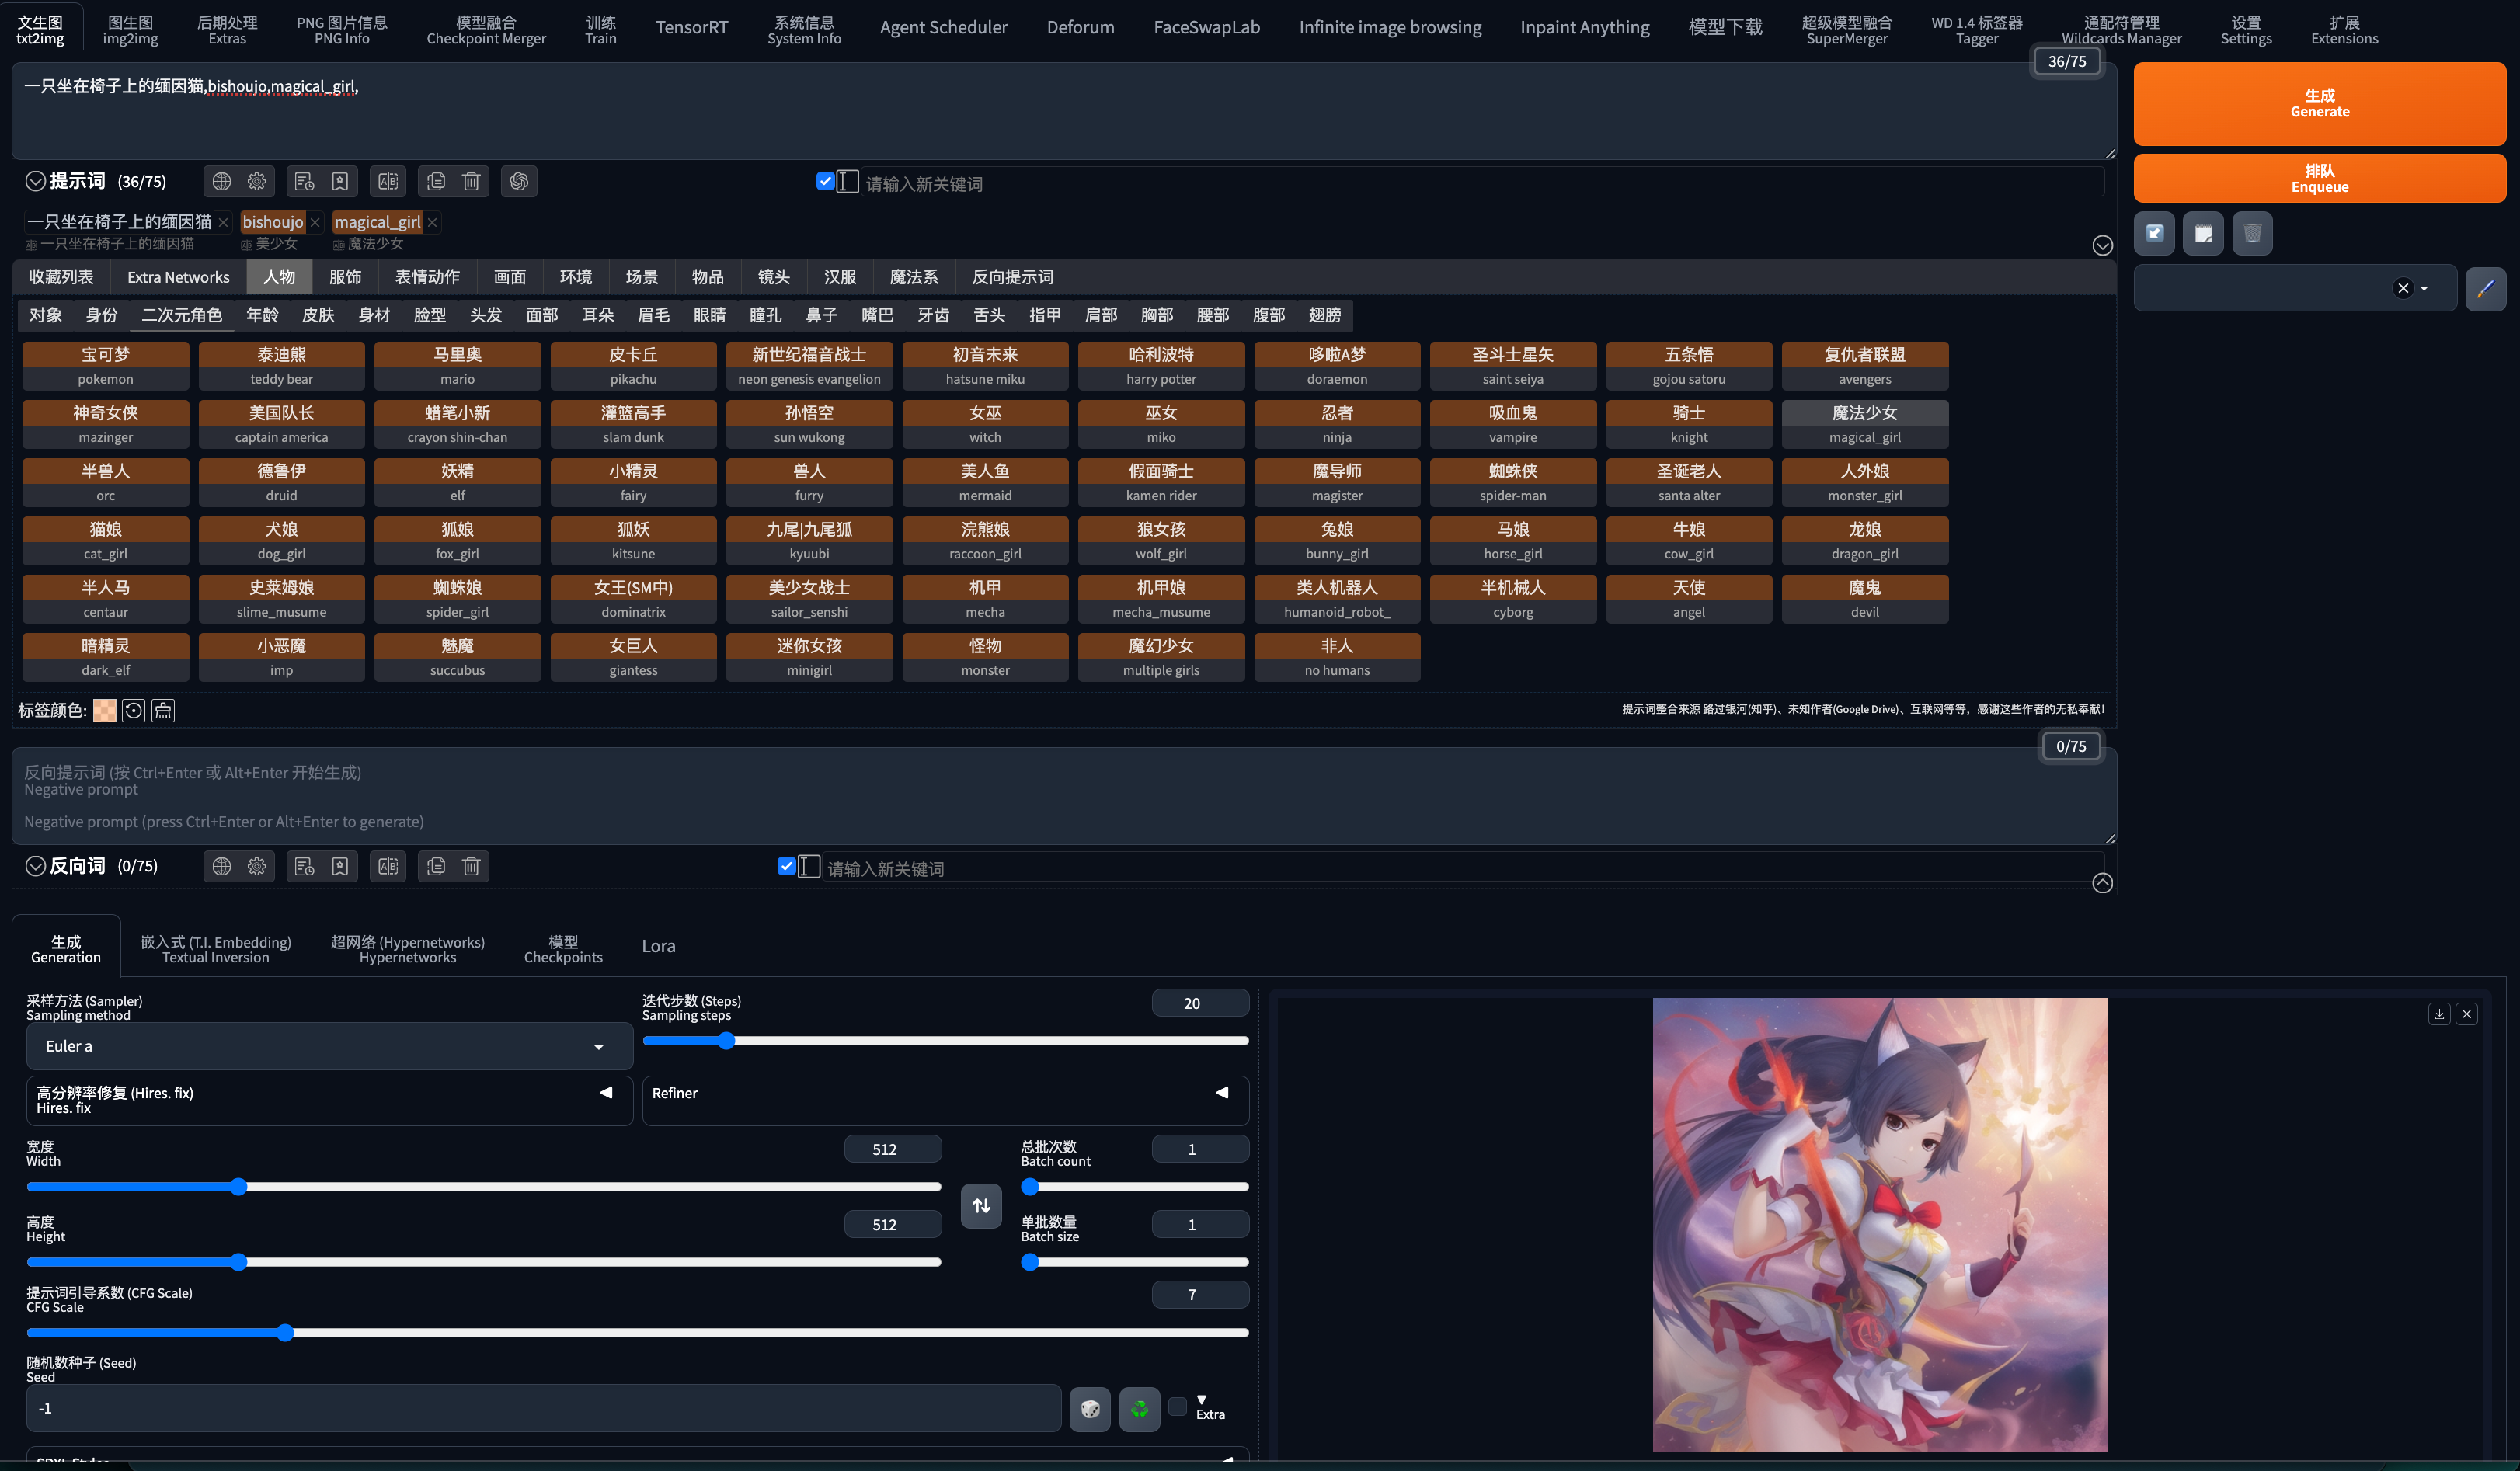 文生图 图生图 后期处理 PNG 图片信息 模型融合 训练 TensorRT 系统信息 Agent Scheduler Deforum FaceSwapLab Infinite image browsing Inpaint Anything 模型下载 超级模型融合 WD 1.4 标签器 通配符管理 设置 扩展
txt2img img2img Extras PNG Info Checkpoint Merger Train System Info SuperMerger Tagger Wildcards Manager Settings Extensions
36/75
一只坐在椅子上的缅因猫,bishoujo,magical_girl,
生成
Generate
排队
Enqueue
提示词 (36/75) 请输入新关键词
一只坐在椅子上的缅因猫 bishoujo magical_girl
一只坐在椅子上的缅因猫 美少女 魔法少女
收藏列表 Extra Networks 人物 服饰 表情动作 画面 环境 场景 物品 镜头 汉服 魔法系 反向提示词
对象 身份 二次元角色 年龄 皮肤 身材 脸型 头发 面部 耳朵 眉毛 眼睛 瞳孔 鼻子 嘴巴 牙齿 舌头 指甲 肩部 胸部 腰部 腹部 翅膀
宝可梦 泰迪熊 马里奥 皮卡丘 新世纪福音战士 初音未来 哈利波特 哆啦A梦 圣斗士星矢 五条悟 复仇者联盟
pokemon teddy bear mario pikachu neon genesis evangelion hatsune miku harry potter doraemon saint seiya gojou satoru avengers
神奇女侠 美国队长 蜡笔小新 灌篮高手 孙悟空 女巫 巫女 忍者 吸血鬼 骑士 魔法少女
mazinger captain america crayon shin-chan slam dunk sun wukong witch miko ninja vampire knight magical_girl
半兽人 德鲁伊 妖精 小精灵 兽人 美人鱼 假面骑士 魔导师 蜘蛛侠 圣诞老人 人外娘
orc druid elf fairy furry mermaid kamen rider magister spider-man santa alter monster_girl
猫娘 犬娘 狐娘 狐妖 九尾|九尾狐 浣熊娘 狼女孩 兔娘 马娘 牛娘 龙娘
cat_girl dog_girl fox_girl kitsune kyuubi raccoon_girl wolf_girl bunny_girl horse_girl cow_girl dragon_girl
半人马 史莱姆娘 蜘蛛娘 女王(SM中) 美少女战士 机甲 机甲娘 类人机器人 半机械人 天使 魔鬼
centaur slime_musume spider_girl dominatrix sailor_senshi mecha mecha_musume humanoid_robot_ cyborg angel devil
暗精灵 小恶魔 魅魔 女巨人 迷你女孩 怪物 魔幻少女 非人
dark_elf imp succubus giantess minigirl monster multiple girls no humans
标签颜色: 提示词整合来源 路过银河(知乎)、未知作者(Google Drive)、互联网等等，感谢这些作者的无私奉献！
0/75
反向提示词 (按 Ctrl+Enter 或 Alt+Enter 开始生成)
Negative prompt
Negative prompt (press Ctrl+Enter or Alt+Enter to generate)
反向词 (0/75) 请输入新关键词
生成 嵌入式 (T.I. Embedding) 超网络 (Hypernetworks) 模型 Lora
Generation Textual Inversion Hypernetworks Checkpoints
采样方法 (Sampler) 迭代步数 (Steps) 20
Sampling method Sampling steps
Euler a
高分辨率修复 (Hires. fix) Refiner
Hires. fix
宽度 512 总批次数 1
Width Batch count
高度 512 单批数量 1
Height Batch size
提示词引导系数 (CFG Scale) 7
CFG Scale
随机数种子 (Seed)
Seed
-1 Extra